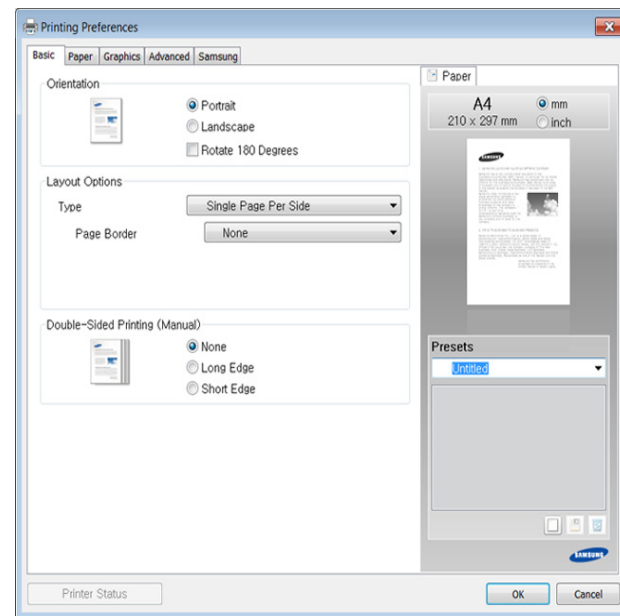 Printing Preferences
Basic Paper Graphics Advanced Samsung
Orientation
Portrait
Landscape
Rotate 180 Degrees
Layout Options
Type Single Page Per Side
Page Border None
Double-Sided Printing (Manual)
None
Long Edge
Short Edge
Paper
A4 mm
210 x 297 mm inch
SAMSUNG
Presets
Untitled
SAMSUNG
Printer Status OK Cancel